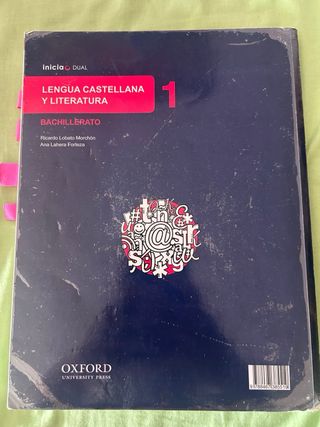 inicia DUAL
LENGUA CASTELLANA
Y LITERATURA
1
BACHILLERATO
Ricardo Lobato Morchón
Ana Lahera Forteza
OXFORD
UNIVERSITY PRESS